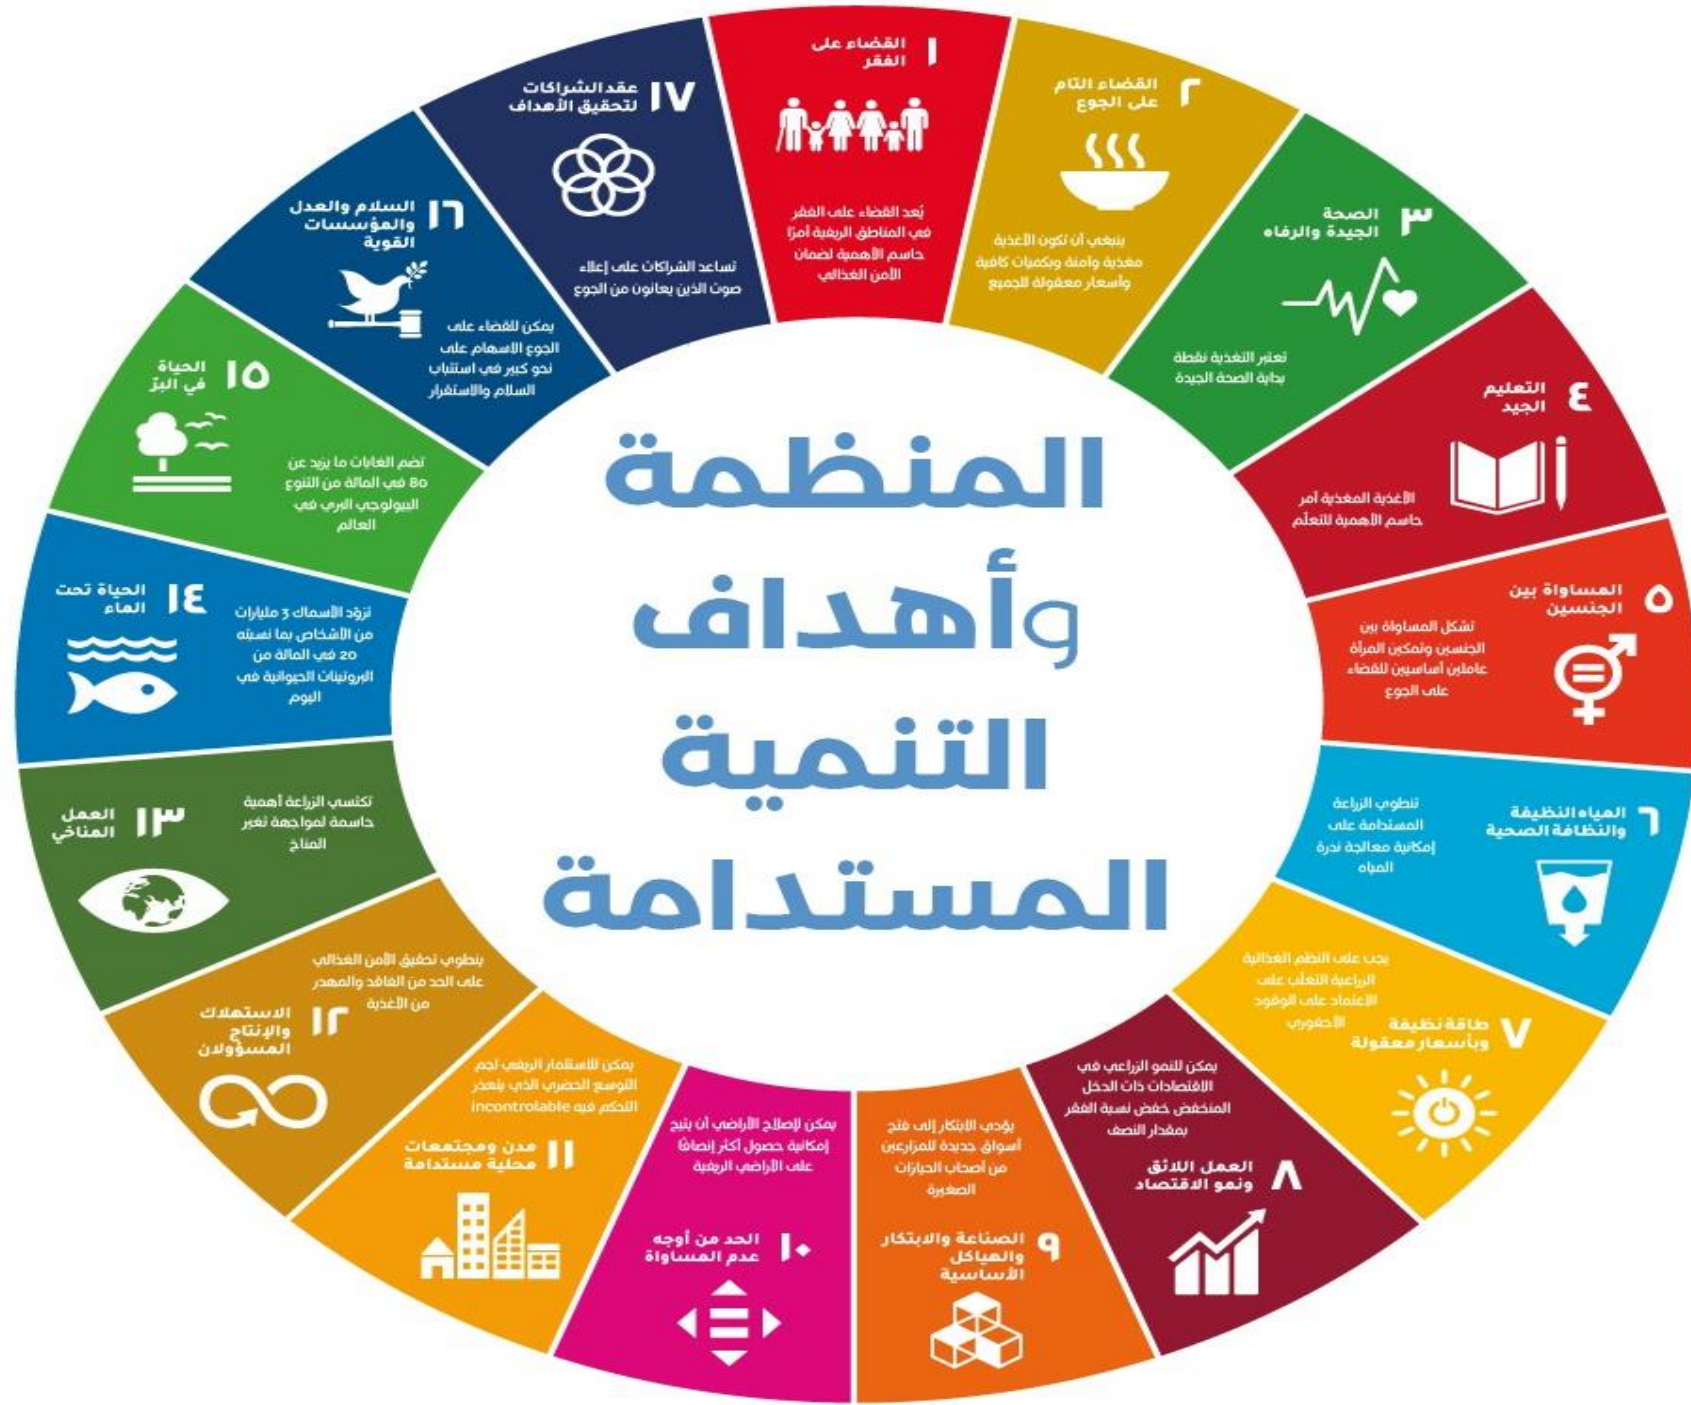 المنظمة
وأهداف
التنمية
المستدامة
١
القضاء على
الفقر
يُعد القضاء على الفقر
في المناطق الريفية أمرًا
حاسم الأهمية لضمان
الأمن الغذائي
٢
القضاء التام
على الجوع
ينبغي أن تكون الأغذية
مغذية وآمنة وبكميات كافية
وأسعار معقولة للجميع
٣
الصحة
الجيدة والرفاه
تعتبر التغذية نقطة
بداية الصحة الجيدة
٤
التعليم
الجيد
الأغذية المغذية أمر
حاسم الأهمية للتعلّم
٥
المساواة بين
الجنسين
تشكل المساواة بين
الجنسين وتمكين المرأة
عاملين أساسيين للقضاء
على الجوع
٦
المياه النظيفة
والنظافة الصحية
تنطوي الزراعة
المستدامة على
إمكانية معالجة ندرة
المياه
يجب على النظم الغذائية
الزراعية التغلّب على
الاعتماد على الوقود
الأحفوري
٧
طاقة نظيفة
وبأسعار معقولة
يمكن للنمو الزراعي في
الاقتصادات ذات الدخل
المنخفض خفض نسبة الفقر
بمقدار النصف
٨
العمل اللائق
ونمو الاقتصاد
يؤدي الابتكار إلى فتح
أسواق جديدة للمزارعين
من أصحاب الحيازات
الصغيرة
٩
الصناعة والابتكار
والهياكل
الأساسية
يمكن لإصلاح الأراضي أن يتيح
إمكانية حصول أكثر إنصافًا
على الأراضي الريفية
١٠
الحد من أوجه
عدم المساواة
يمكن للاستثمار الريفي لجم
التوسع الحضري الذي يتعذر
التحكم فيه incontrolable
١١
مدن ومجتمعات
محلية مستدامة
ينطوي تحقيق الأمن الغذائي
على الحد من الفاقد والمهدر
من الأغذية
١٢
الاستهلاك
والإنتاج
المسؤولان
١٣
العمل
المناخي
تكتسي الزراعة أهمية
حاسمة لمواجهة تغير
المناخ
١٤
الحياة تحت
الماء
تزوّد الأسماك 3 مليارات
من الأشخاص بما نسبته
20 في المائة من
البروتينات الحيوانية في
اليوم
١٥
الحياة
في البرّ
تضم الغابات ما يزيد عن
80 في المائة من التنوع
البيولوجي البري في
العالم
١٦
السلام والعدل
والمؤسسات
القوية
يمكن للقضاء على
الجوع الاسهام على
نحو كبير في استتباب
السلام والاستقرار
١٧
عقد الشراكات
لتحقيق الأهداف
تساعد الشراكات على إعلاء
صوت الذين يعانون من الجوع